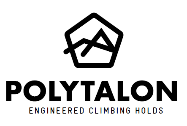 POLYTALON
ENGINEERED CLIMBING HOLDS